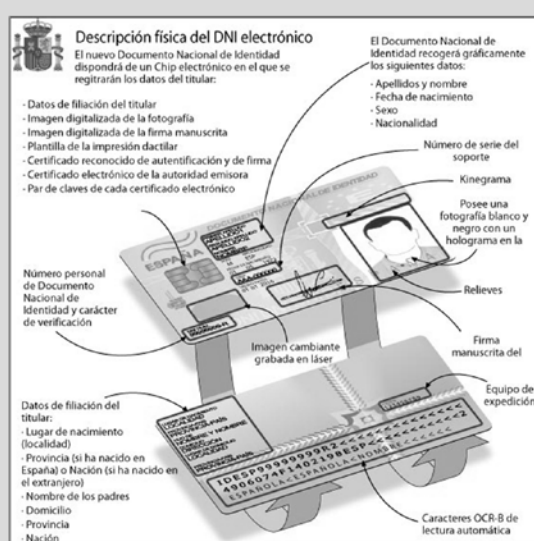 Descripción física del DNI electrónico
El nuevo Documento Nacional de Identidad
dispondrá de un Chip electrónico en el que se
regitrarán los datos del titular:
· Datos de filiación del titular
· Imagen digitalizada de la fotografía
· Imagen digitalizada de la firma manuscrita
· Plantilla de la impresión dactilar
· Certificado reconocido de autentificación y de firma
· Certificado electrónico de la autoridad emisora
· Par de claves de cada certificado electrónico
El Documento Nacional de
Identidad recogerá gráficamente
los siguientes datos:
· Apellidos y nombre
· Fecha de nacimiento
· Sexo
· Nacionalidad
Número de serie del
soporte
Kinegrama
Posee una
fotografía blanco y
negro con un
holograma en la
Relieves
Firma
manuscrita del
Imagen cambiante
grabada en láser
Número personal
de Documento
Nacional de
Identidad y carácter
de verificación
DOCUMENTO NACIONAL DE IDENTIDAD
ESPAÑA
Datos de filiación del
titular:
· Lugar de nacimiento
(localidad)
· Provincia (si ha nacido en
España) o Nación (si ha nacido en
el extranjero)
· Nombre de los padres
· Domicilio
· Provincia
· Nación
LOCALIDAD
Equipo de
expedición
ESPAÑOLA<ESPAÑOLA<NOMBRE
Caracteres OCR-B de
lectura automática